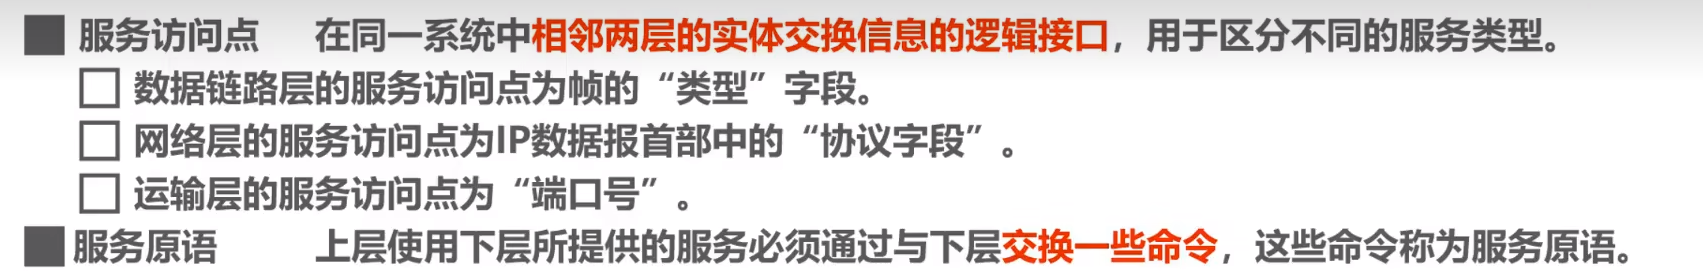 服务访问点 在同一系统中相邻两层的实体交换信息的逻辑接口，用于区分不同的服务类型。
数据链路层的服务访问点为帧的“类型”字段。
网络层的服务访问点为IP数据报首部中的“协议字段”。
运输层的服务访问点为“端口号”。
服务原语 上层使用下层所提供的服务必须通过与下层交换一些命令，这些命令称为服务原语。